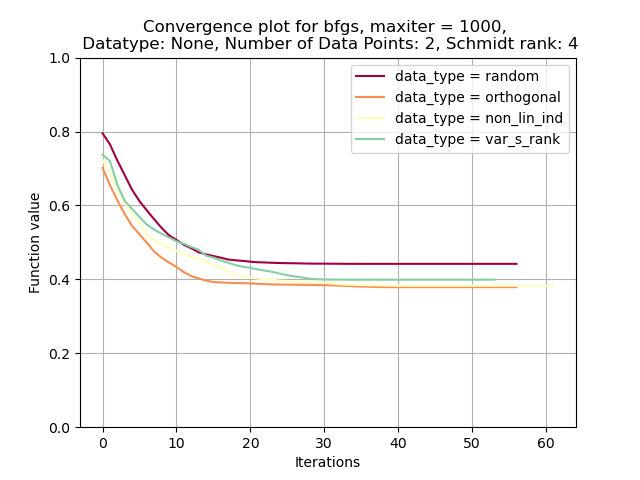 Convergence plot for bfgs, maxiter = 1000,
Datatype: None, Number of Data Points: 2, Schmidt rank: 4
data_type = random
data_type = orthogonal
data_type = non_lin_ind
data_type = var_s_rank
Function value
1.0
0.8
0.6
0.4
0.2
0.0
0 10 20 30 40 50 60
Iterations